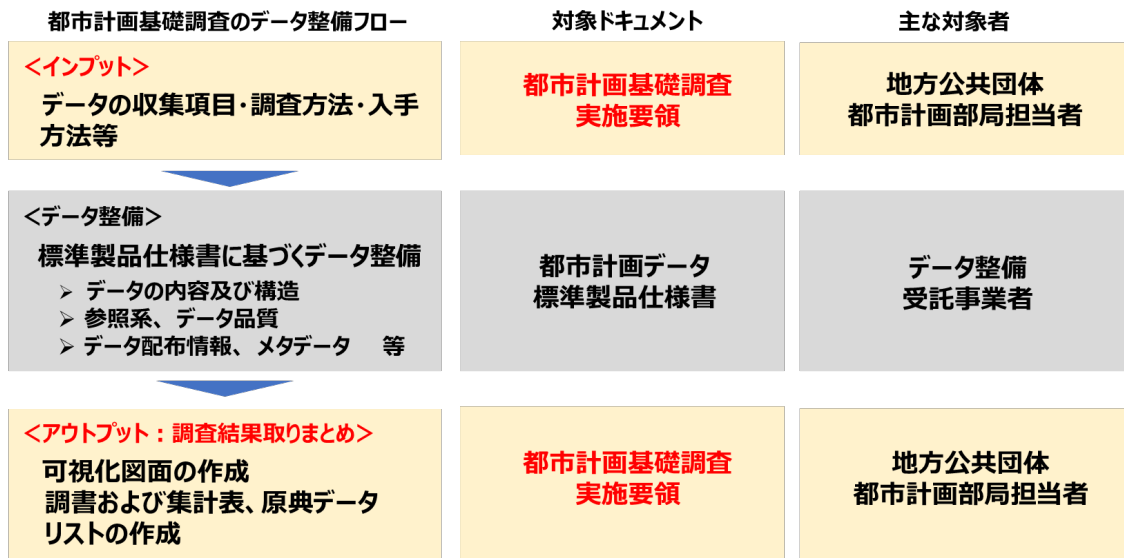 都市計画基礎調査のデータ整備フロー
対象ドキュメント
主な対象者
<インプット>
データの収集項目・調査方法・入手
方法等
都市計画基礎調査
実施要領
地方公共団体
都市計画部局担当者
<データ整備>
標準製品仕様書に基づくデータ整備
➢ データの内容及び構造
➢ 参照系、データ品質
➢ データ配布情報、メタデータ 等
都市計画データ
標準製品仕様書
データ整備
受託事業者
<アウトプット：調査結果取りまとめ>
可視化図面の作成
調書および集計表、原典データ
リストの作成
都市計画基礎調査
実施要領
地方公共団体
都市計画部局担当者